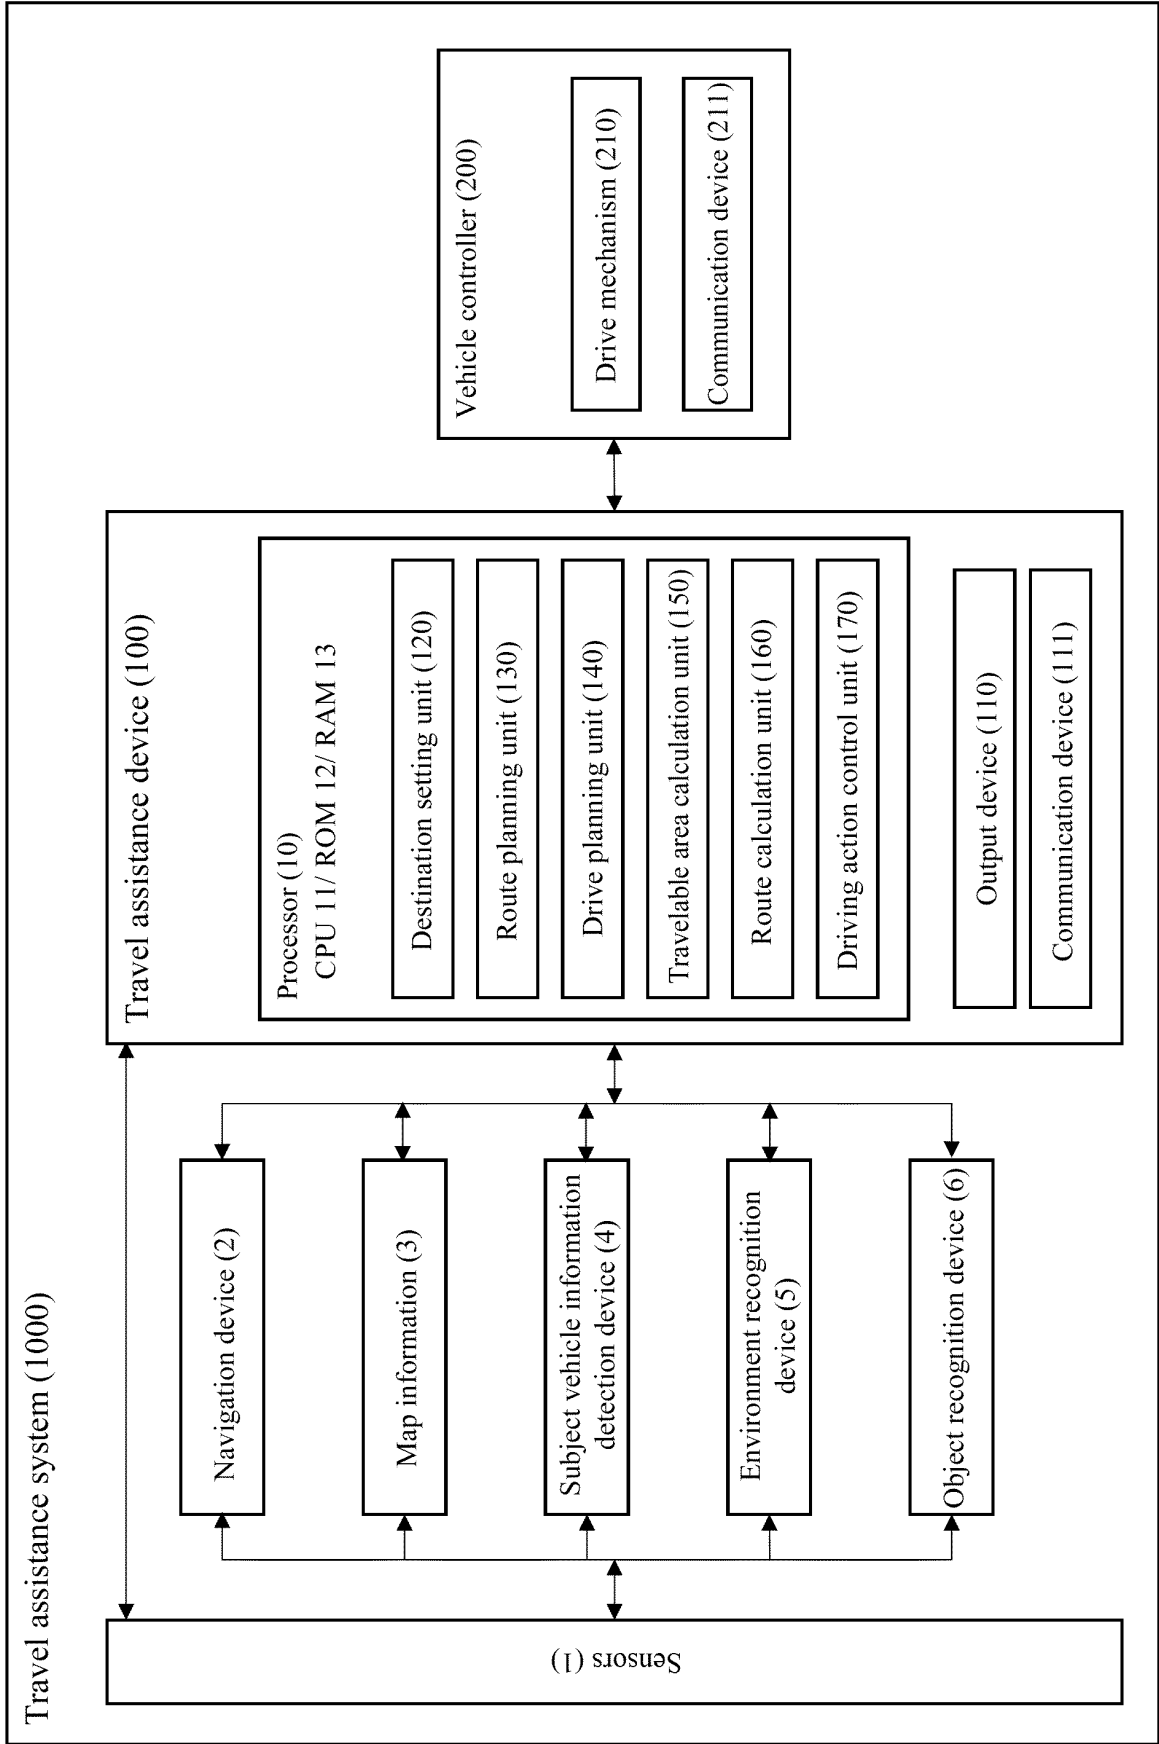 Travel assistance system (1000)
Sensors (1)
Navigation device (2)
Map information (3)
Subject vehicle information
detection device (4)
Environment recognition
device (5)
Object recognition device (6)
Travel assistance device (100)
Processor (10)
CPU 11/ ROM 12/ RAM 13
Destination setting unit (120)
Route planning unit (130)
Drive planning unit (140)
Travelable area calculation unit (150)
Route calculation unit (160)
Driving action control unit (170)
Output device (110)
Communication device (111)
Vehicle controller (200)
Drive mechanism (210)
Communication device (211)